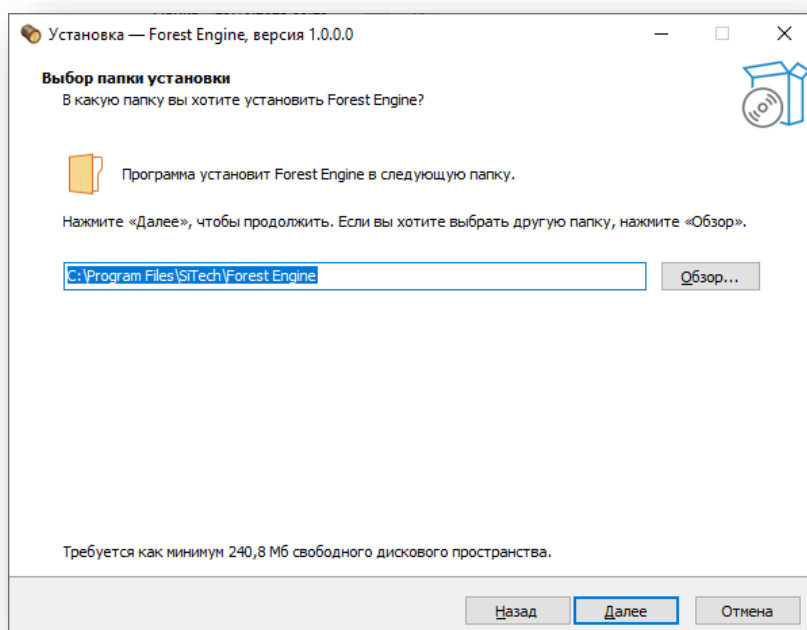 Установка — Forest Engine, версия 1.0.0.0
Выбор папки установки
В какую папку вы хотите установить Forest Engine?
Программа установит Forest Engine в следующую папку.
Нажмите «Далее», чтобы продолжить. Если вы хотите выбрать другую папку, нажмите «Обзор».
C:\Program Files\SiTech\Forest Engine
Обзор...
Требуется как минимум 240,8 Мб свободного дискового пространства.
Назад
Далее
Отмена